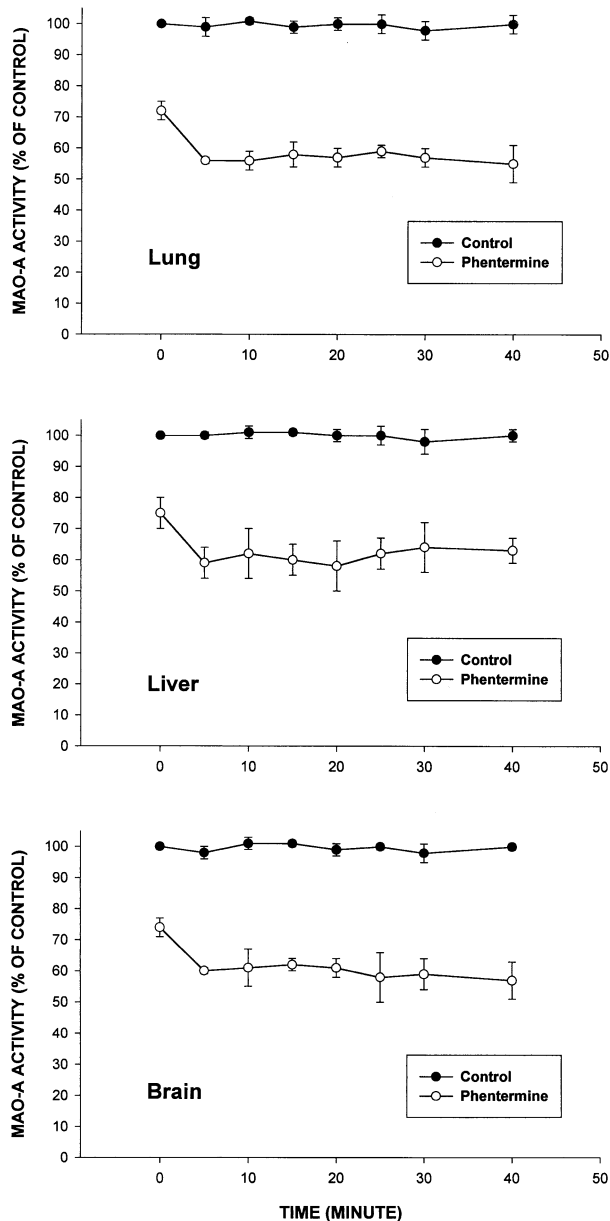 MAO-A ACTIVITY (% OF CONTROL)
100
90
80
70
60
50
40
30
20
10
0
Lung
Control
Phentermine
0 10 20 30 40 50
MAO-A ACTIVITY (% OF CONTROL)
100
90
80
70
60
50
40
30
20
10
0
Liver
Control
Phentermine
0 10 20 30 40 50
MAO-A ACTIVITY (% OF CONTROL)
100
90
80
70
60
50
40
30
20
10
0
Brain
Control
Phentermine
0 10 20 30 40 50
TIME (MINUTE)